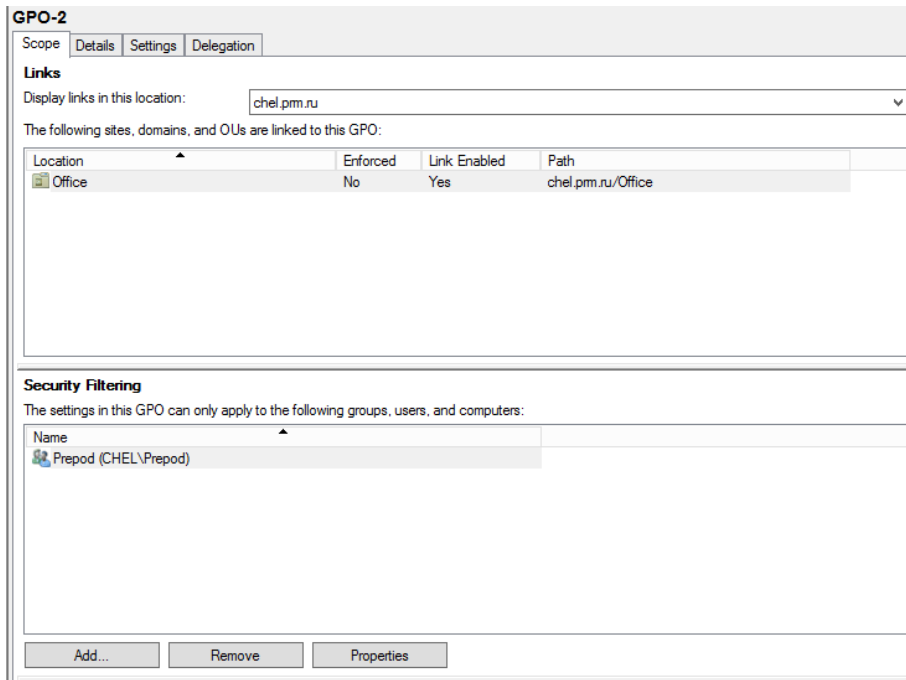 GPO-2
Scope Details Settings Delegation
Links
Display links in this location: chel.prm.ru
The following sites, domains, and OUs are linked to this GPO:
Location Enforced Link Enabled Path
Office No Yes chel.prm.ru/Office
Security Filtering
The settings in this GPO can only apply to the following groups, users, and computers:
Name
Prepod (CHEL\Prepod)
Add... Remove Properties